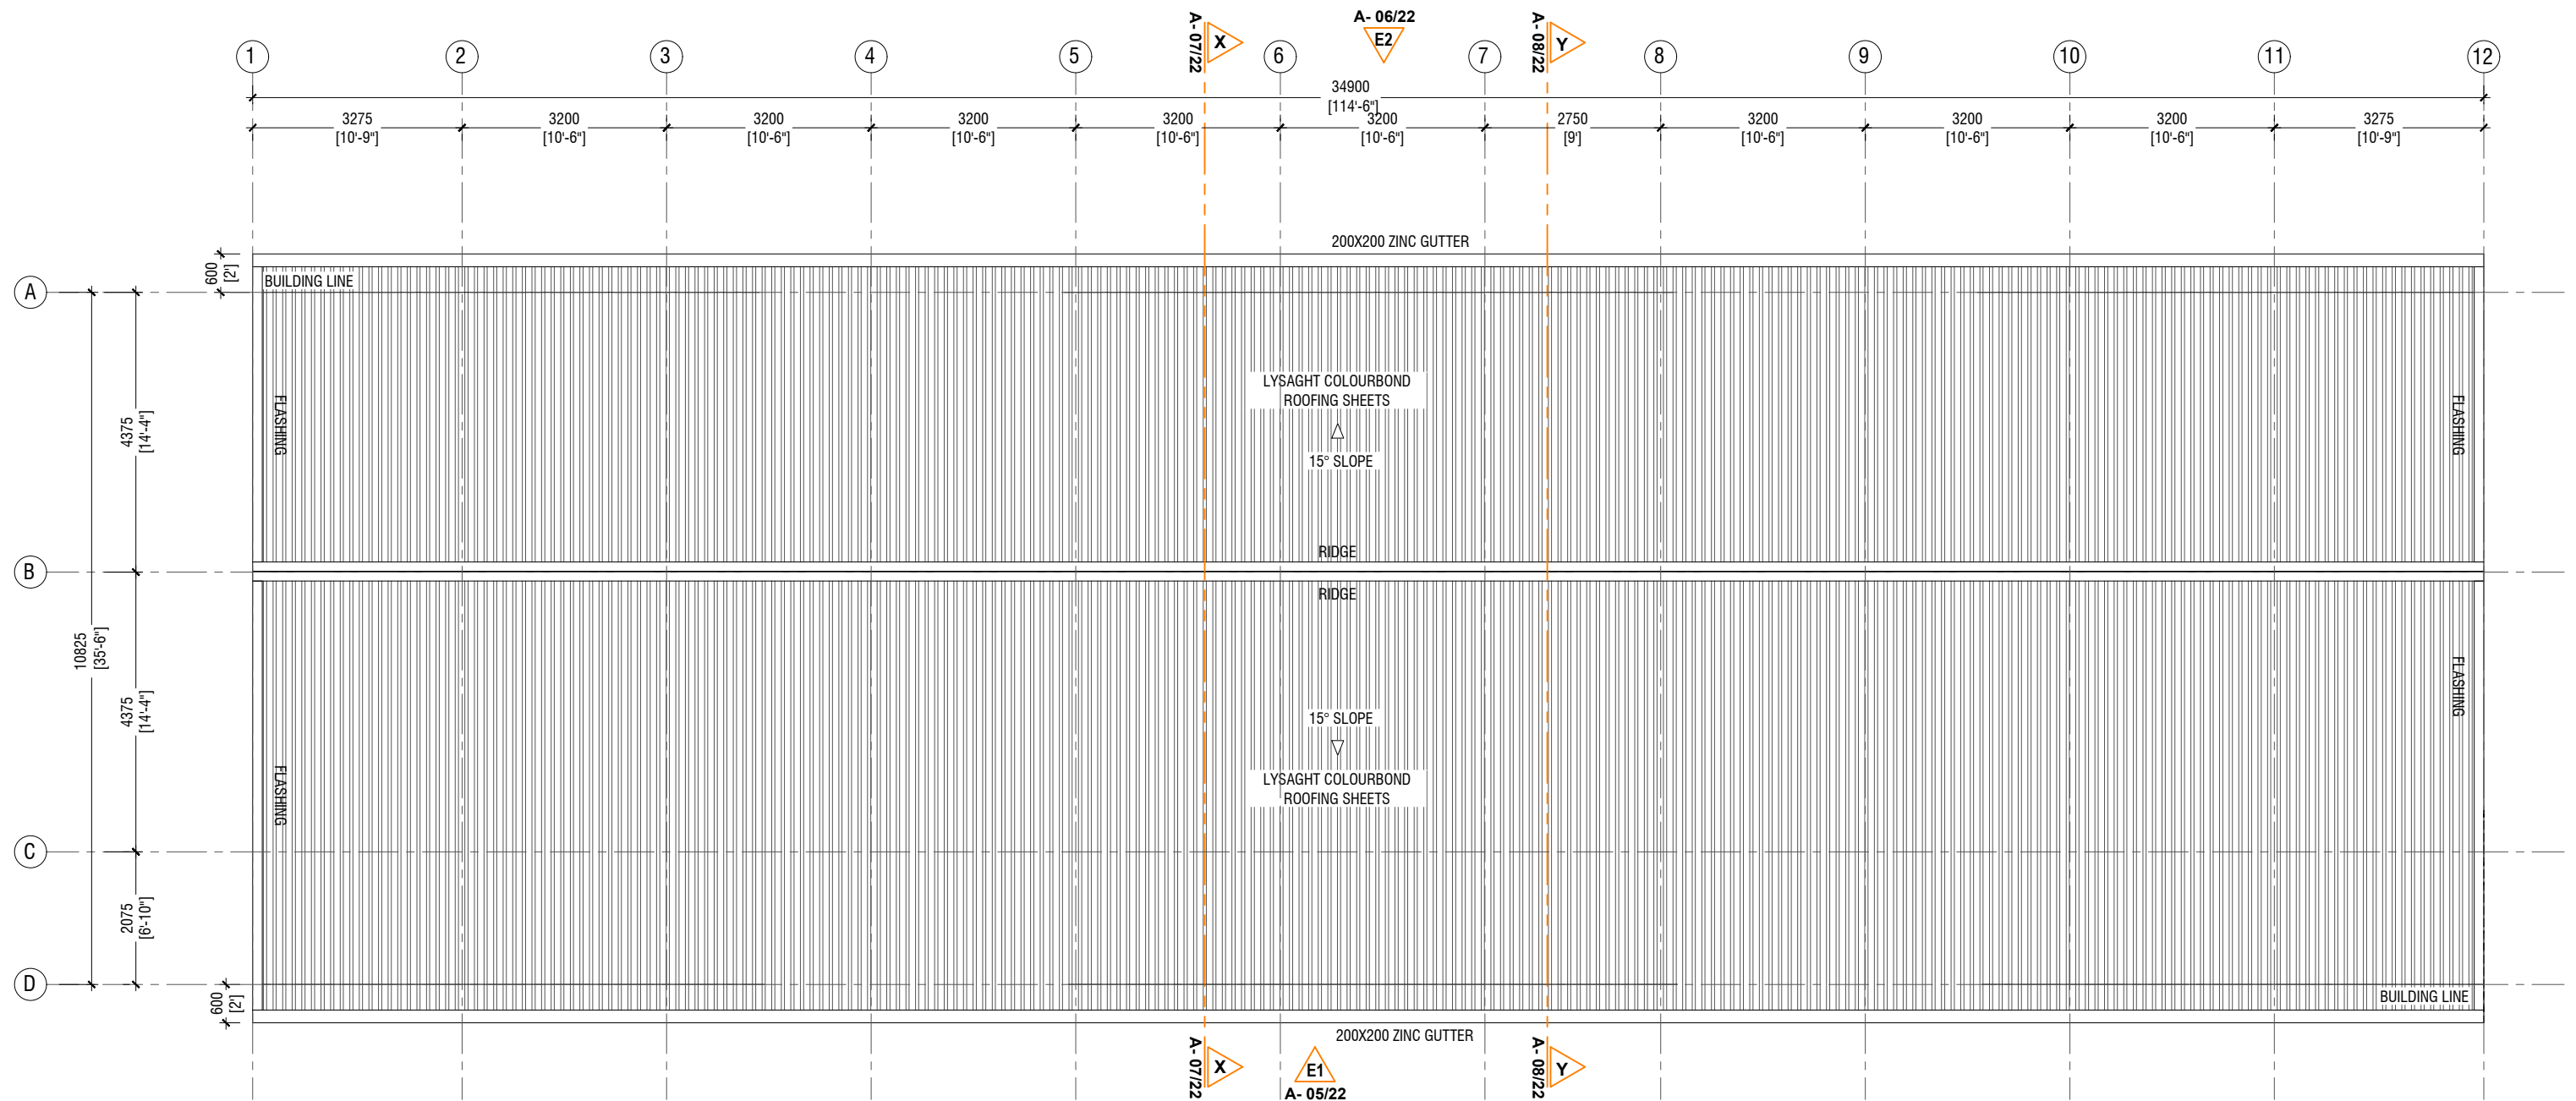 A- 07/22
X
A- 06/22
E2
A- 08/22
Y
1
2
3
4
5
6
7
8
9
10
11
12
34900
[114'-6"]
3275
[10'-9"]
3200
[10'-6"]
3200
[10'-6"]
3200
[10'-6"]
3200
[10'-6"]
3200
[10'-6"]
2750
[9']
3200
[10'-6"]
3200
[10'-6"]
3200
[10'-6"]
3275
[10'-9"]
200X200 ZINC GUTTER
600
[2']
BUILDING LINE
A
FLASHING
4375
[14'-4"]
LYSAGHT COLOURBOND
ROOFING SHEETS
15° SLOPE
FLASHING
RIDGE
B
RIDGE
10825
[35'-6"]
4375
[14'-4"]
FLASHING
15° SLOPE
LYSAGHT COLOURBOND
ROOFING SHEETS
FLASHING
C
2075
[6'-10"]
D
600
[2']
BUILDING LINE
200X200 ZINC GUTTER
A- 07/22
X
E1
A- 05/22
A- 08/22
Y